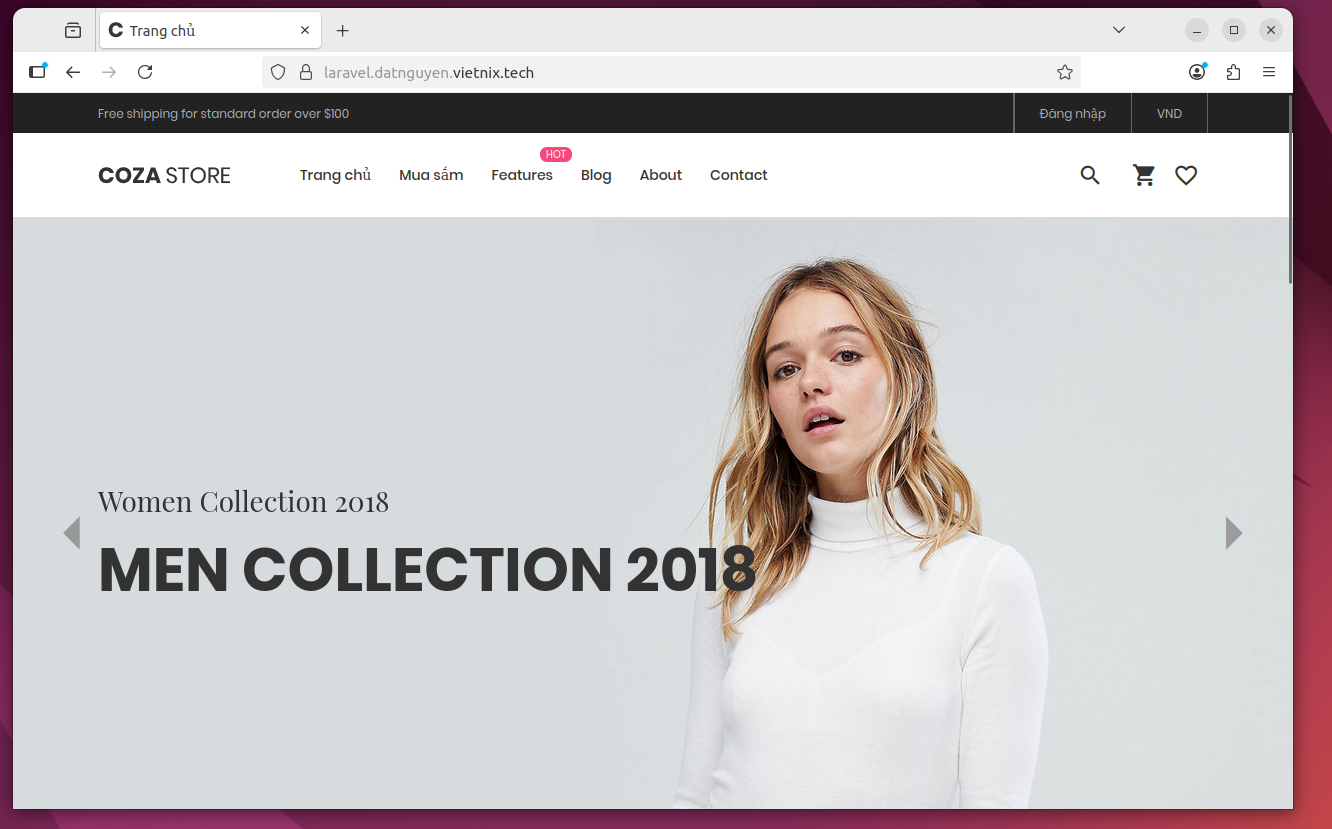 Trang chủ
laravel.datnguyen.vietnix.tech
Free shipping for standard order over $100
Đăng nhập
VND
COZA STORE
Trang chủ
Mua sắm
Features
HOT
Blog
About
Contact
Women Collection 2018
MEN COLLECTION 2018